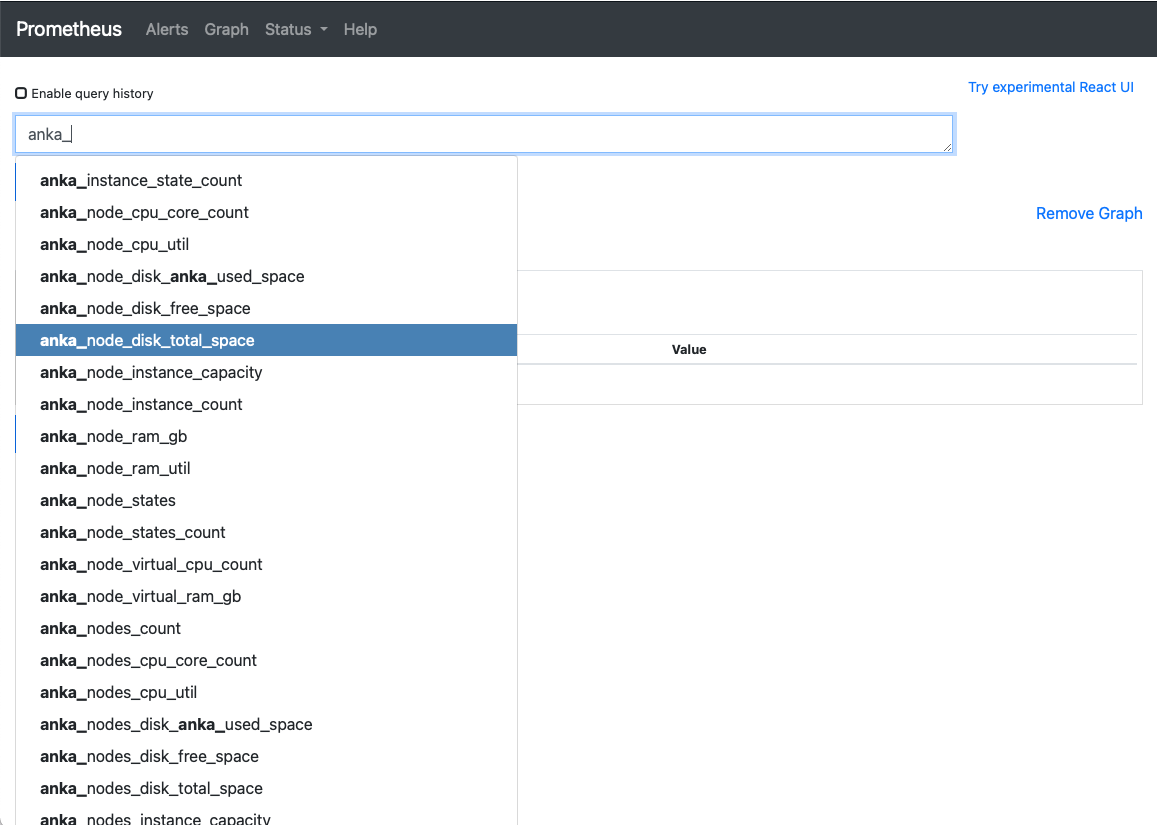 Prometheus Alerts Graph Status Help
Enable query history
Try experimental React UI
anka_
anka_instance_state_count
anka_node_cpu_core_count
Remove Graph
anka_node_cpu_util
anka_node_disk_anka_used_space
anka_node_disk_free_space
anka_node_disk_total_space
Value
anka_node_instance_capacity
anka_node_instance_count
anka_node_ram_gb
anka_node_ram_util
anka_node_states
anka_node_states_count
anka_node_virtual_cpu_count
anka_node_virtual_ram_gb
anka_nodes_count
anka_nodes_cpu_core_count
anka_nodes_cpu_util
anka_nodes_disk_anka_used_space
anka_nodes_disk_free_space
anka_nodes_disk_total_space
anka_nodes_instance_capacity